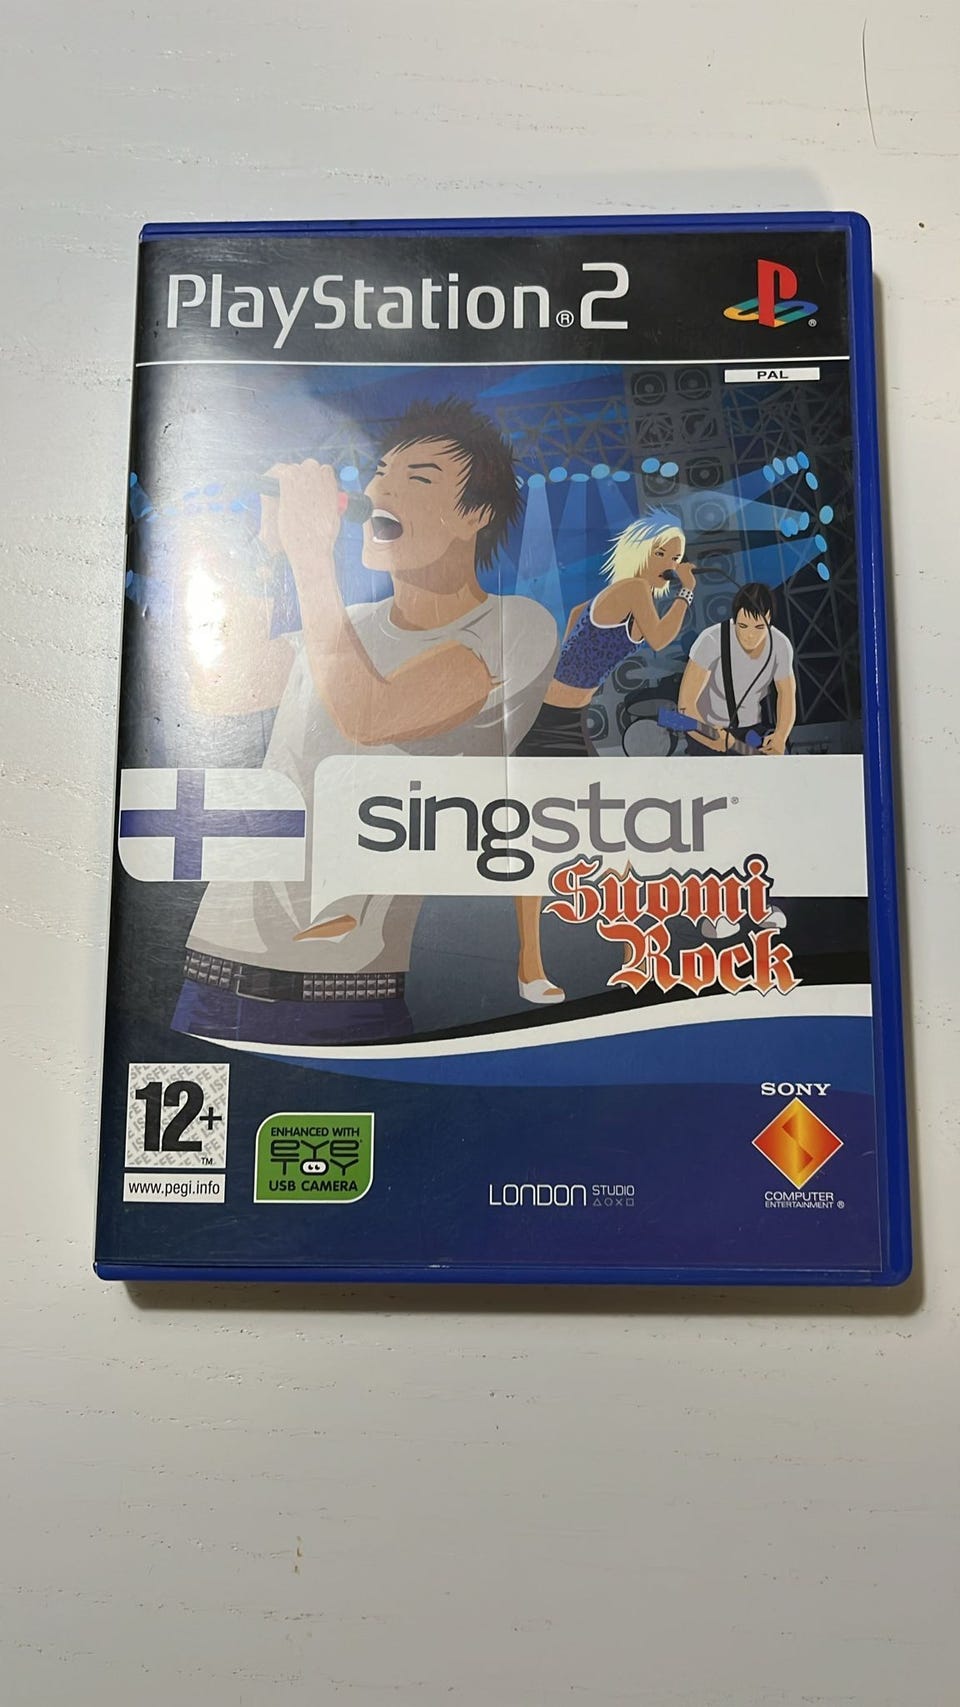 PlayStation®2
PAL
singstar®
Suomi
Rock
12+
TM
www.pegi.info
ENHANCED WITH
EYE
TOY
USB CAMERA
LONDON STUDIO
SONY
COMPUTER
ENTERTAINMENT ®